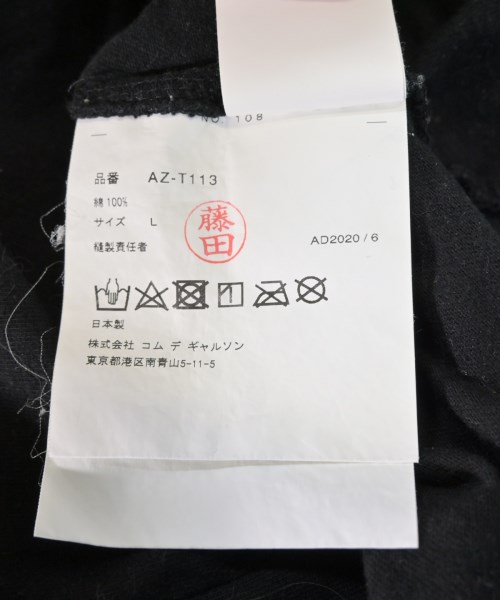 NO. 108
品番 AZ-T113
綿100%
サイズ L
縫製責任者 藤田 AD2020/6
日本製
株式会社 コム デ ギャルソン
東京都港区南青山5-11-5